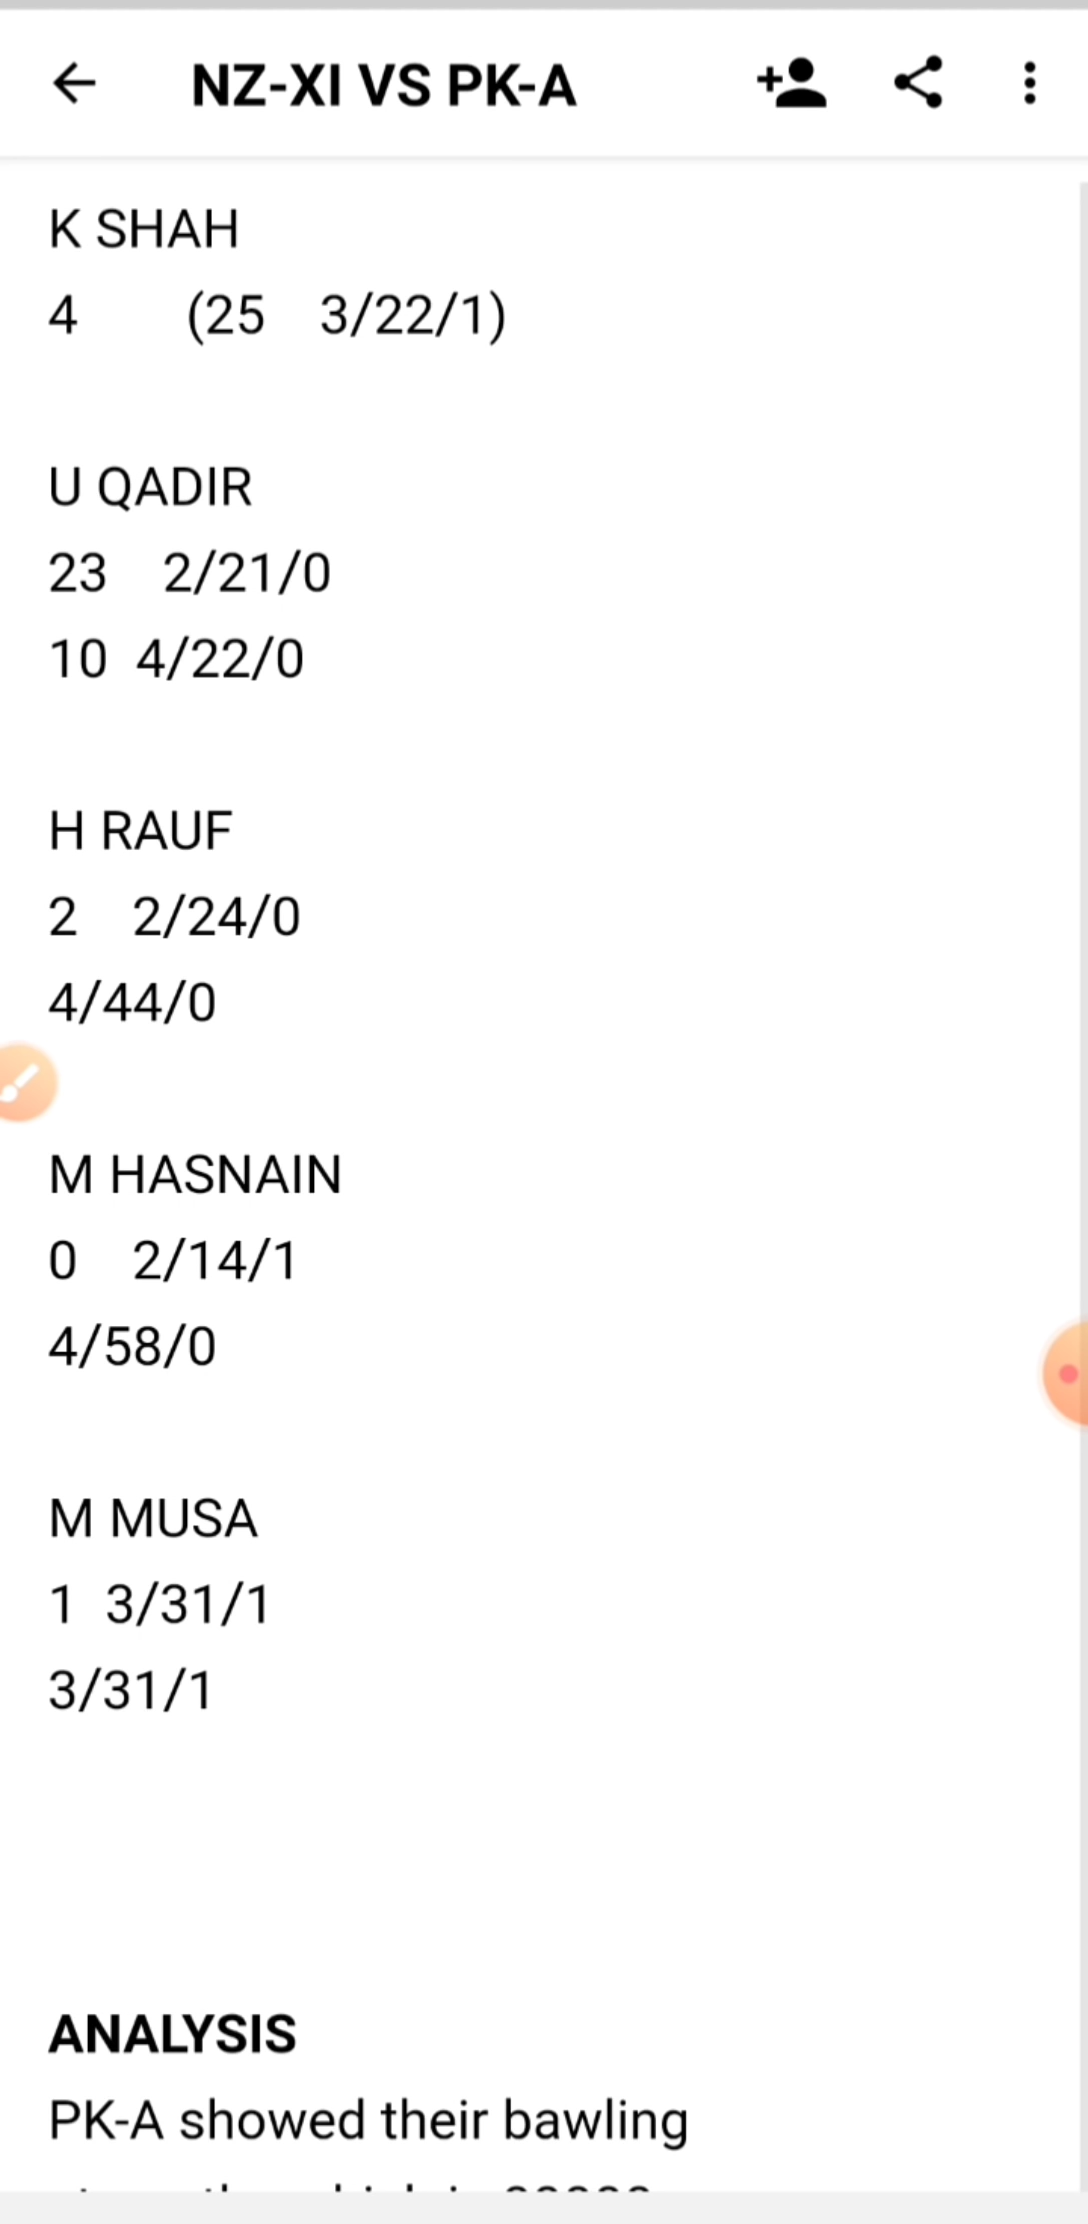 NZ-XI VS PK-A
K SHAH
4 (25 3/22/1)
U QADIR
23 2/21/0
10 4/22/0
H RAUF
2 2/24/0
4/44/0
M HASNAIN
0 2/14/1
4/58/0
M MUSA
1 3/31/1
3/31/1
ANALYSIS
PK-A showed their bawling